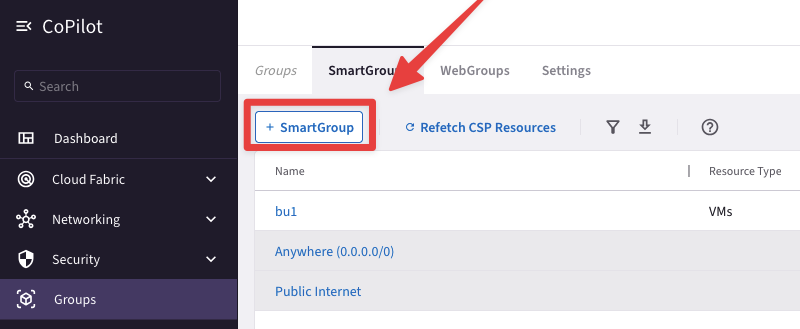 CoPilot
Search
Dashboard
Cloud Fabric
Networking
Security
Groups
Groups SmartGrou WebGroups Settings
+ SmartGroup Refetch CSP Resources
Name Resource Type
bu1 VMs
Anywhere (0.0.0.0/0)
Public Internet